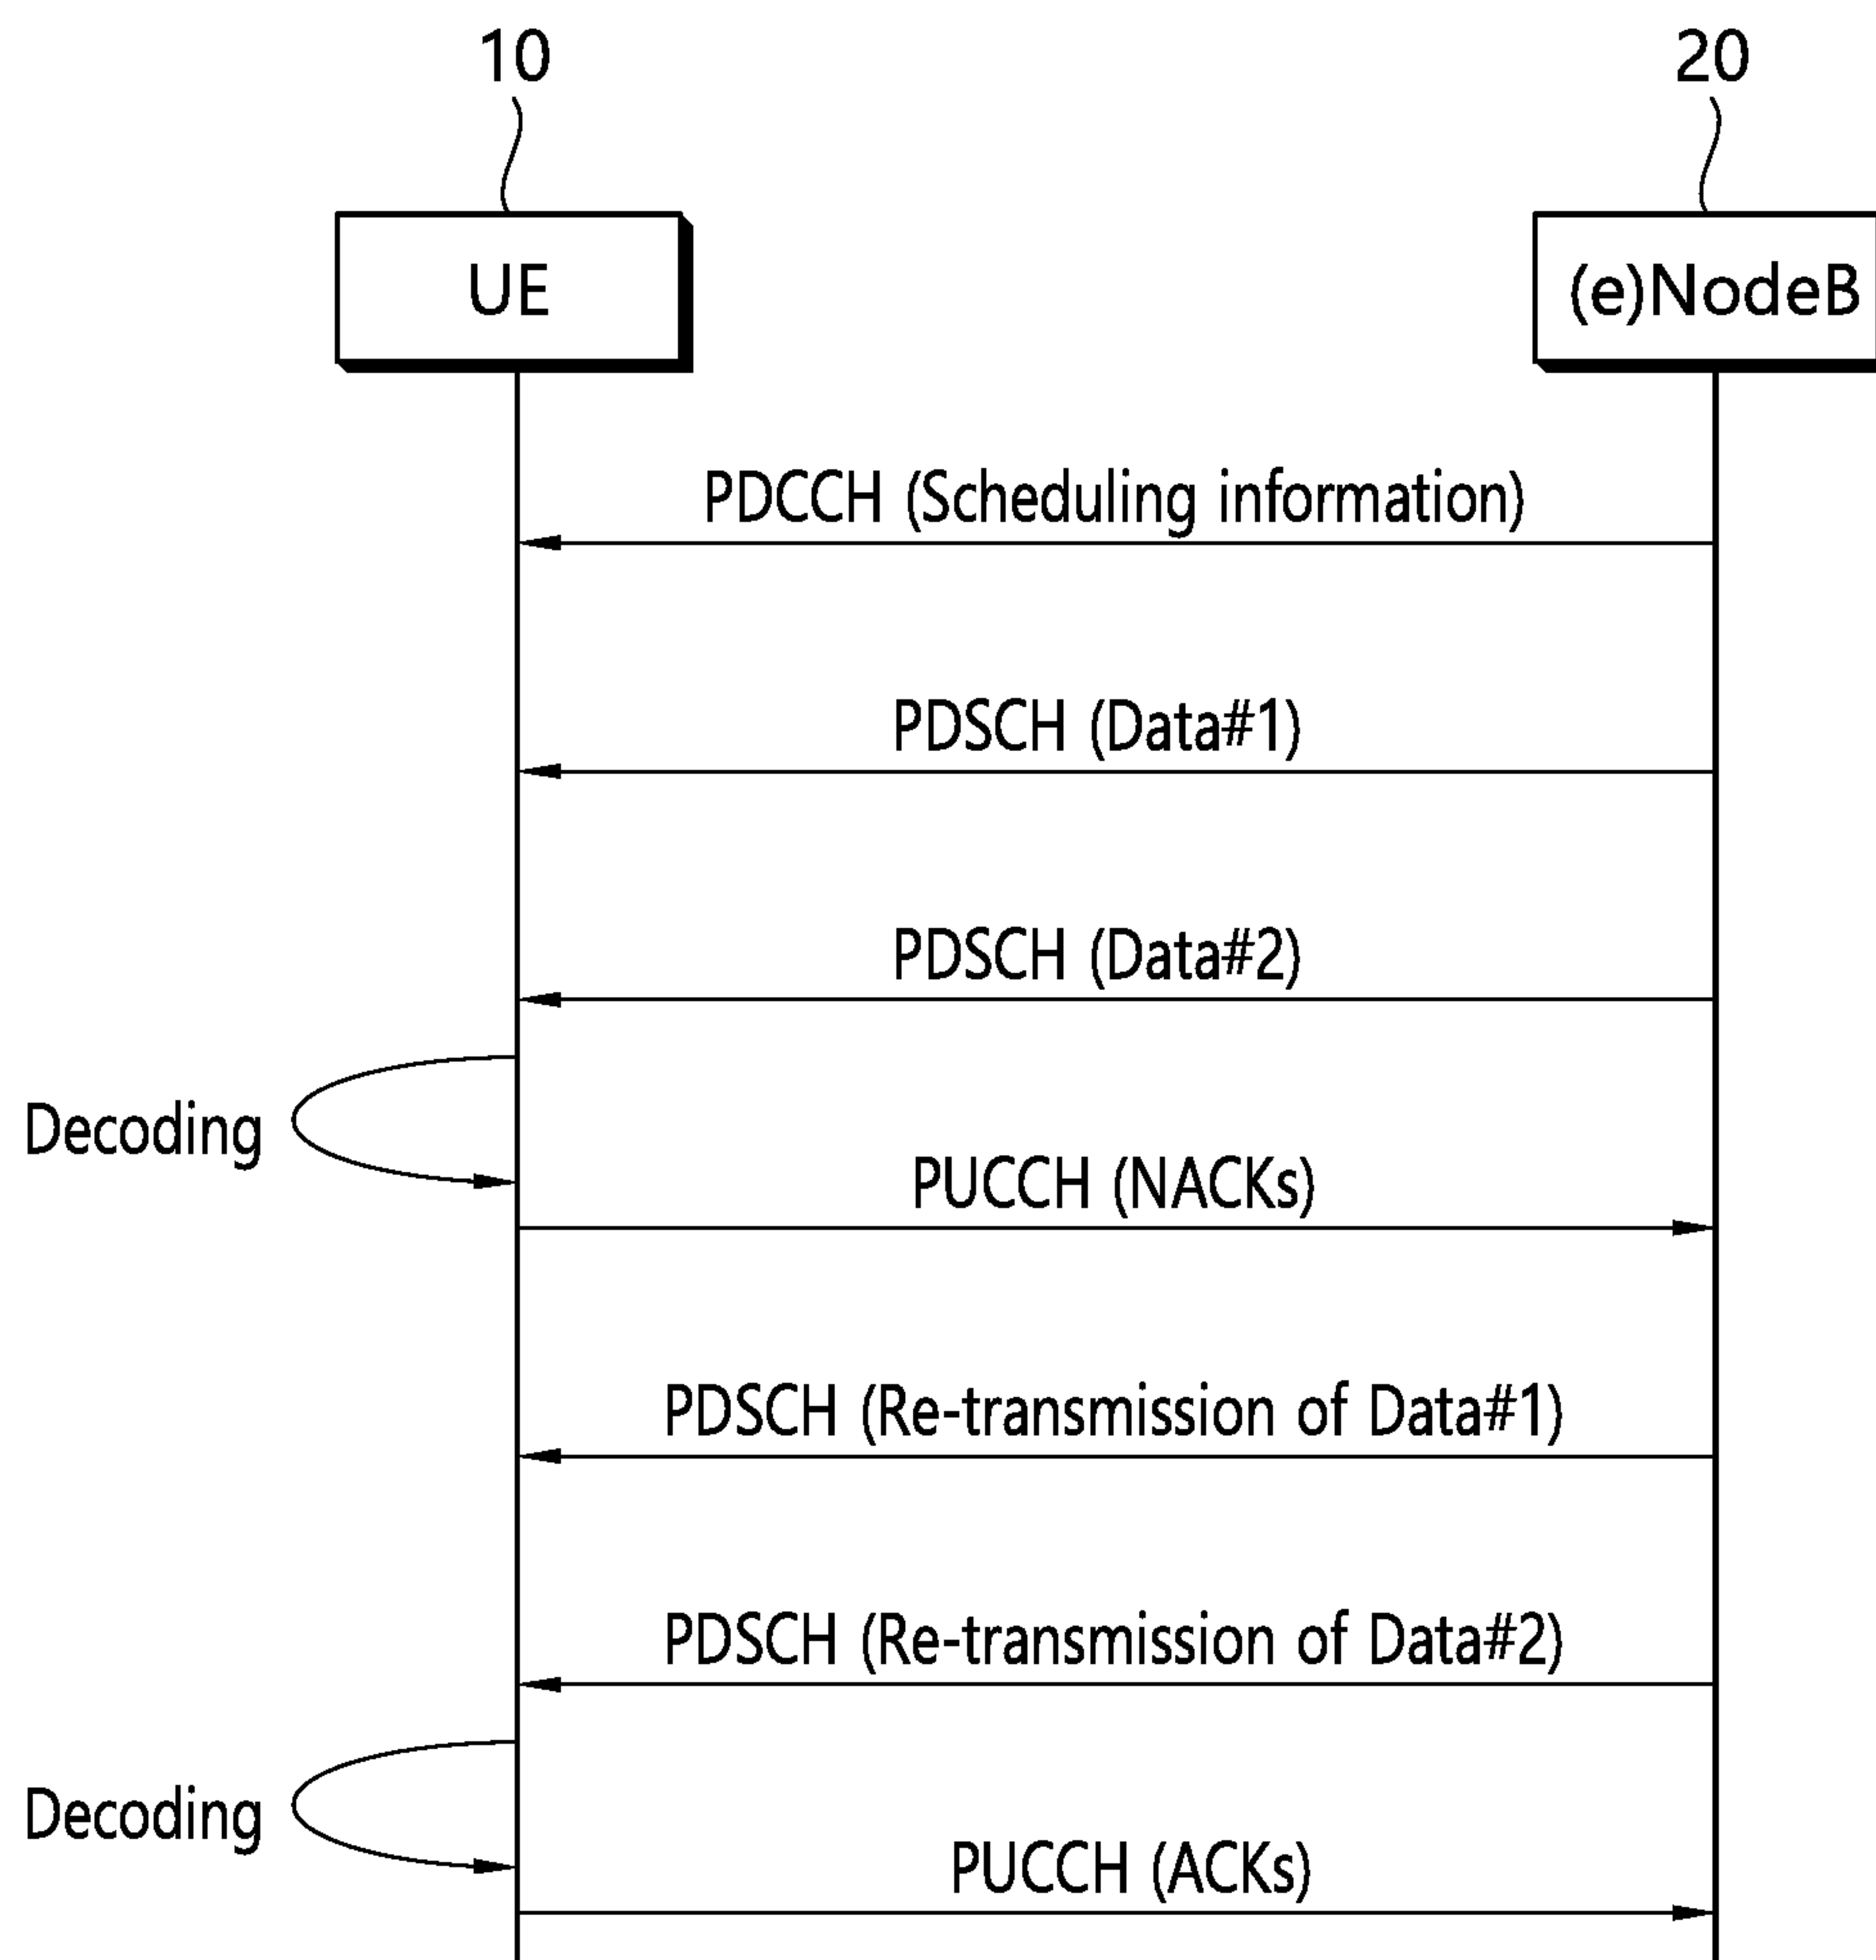 10
20
UE
(e)NodeB
PDCCH (Scheduling information)
PDSCH (Data#1)
PDSCH (Data#2)
Decoding
PUCCH (NACKs)
PDSCH (Re-transmission of Data#1)
PDSCH (Re-transmission of Data#2)
Decoding
PUCCH (ACKs)